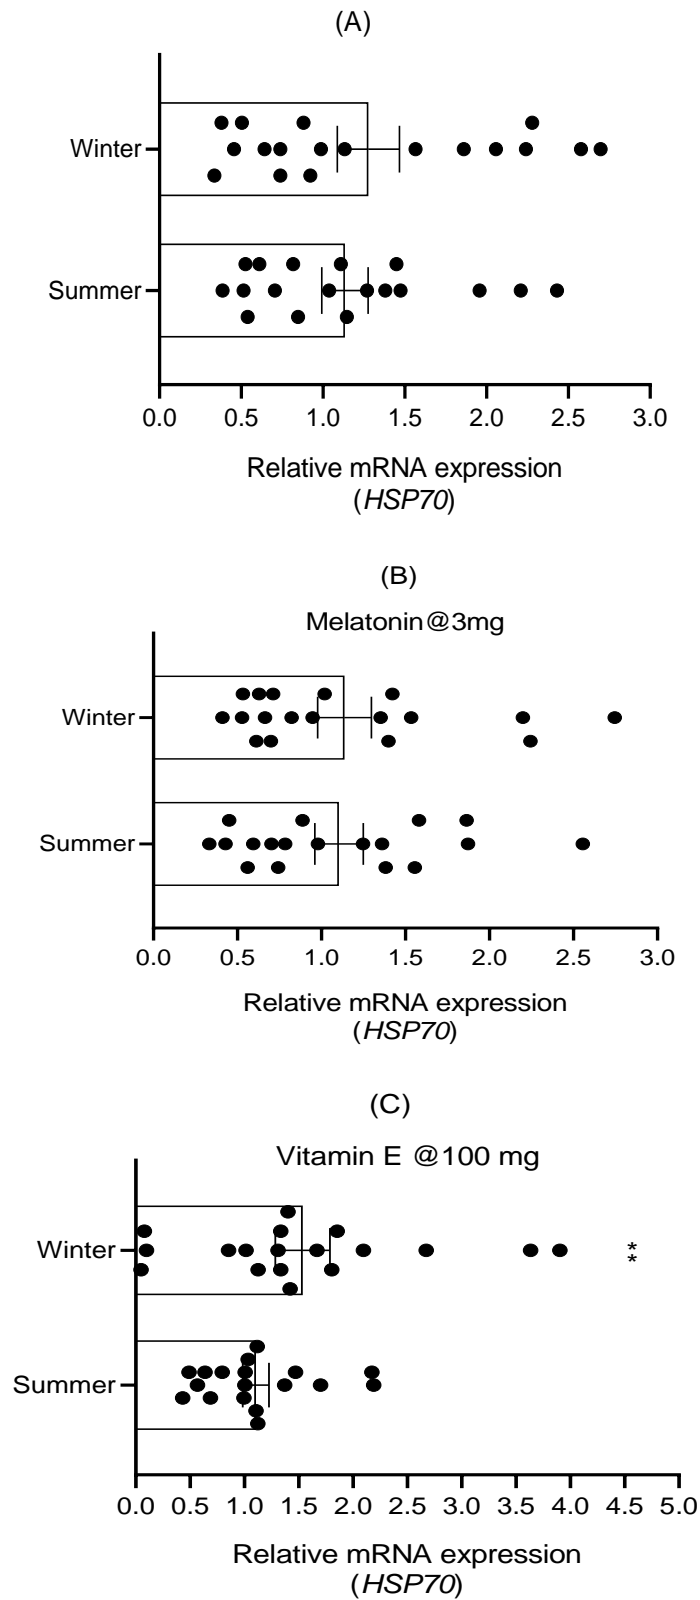 (A)
Winter
Summer
0.0 0.5 1.0 1.5 2.0 2.5 3.0
Relative mRNA expression
(HSP70)
(B)
Melatonin@3mg
Winter
Summer
0.0 0.5 1.0 1.5 2.0 2.5 3.0
Relative mRNA expression
(HSP70)
(C)
Vitamin E @100 mg
Winter
**
Summer
0.0 0.5 1.0 1.5 2.0 2.5 3.0 3.5 4.0 4.5 5.0
Relative mRNA expression
(HSP70)